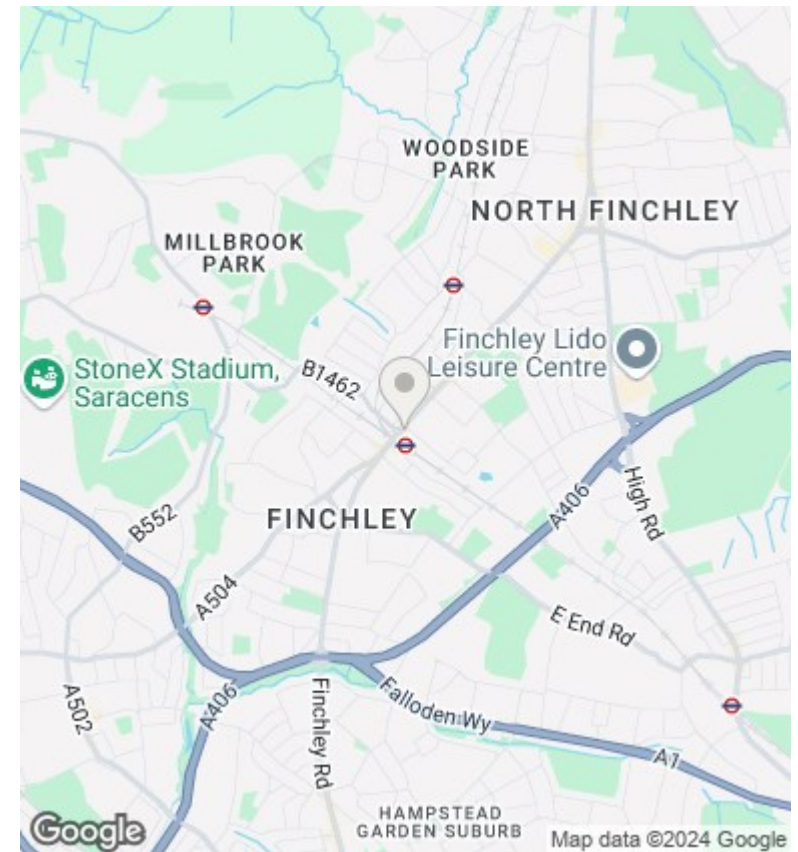 WOODSIDE
PARK
NORTH FINCHLEY
MILLBROOK
PARK
Finchley Lido
Leisure Centre
StoneX Stadium,
Saracens
B1462
A406
High Rd
FINCHLEY
B552
A504
E End Rd
A502
A406
Finchley Rd
Falloden Wy
A1
HAMPSTEAD
GARDEN SUBURB
Google
Map data ©2024 Google